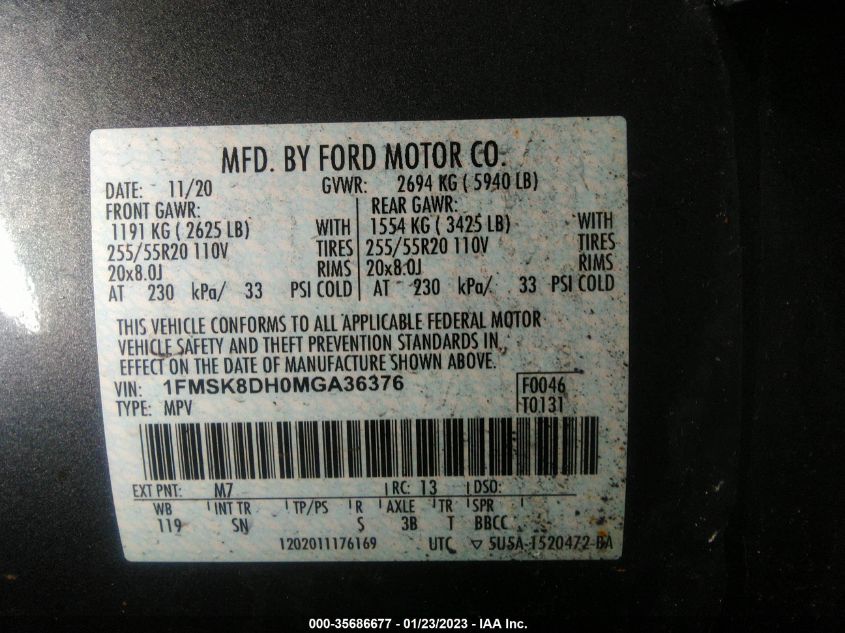 MFD. BY FORD MOTOR CO.
DATE: 11/20 GVWR: 2694 KG ( 5940 LB)
FRONT GAWR: REAR GAWR:
1191 KG ( 2625 LB) WITH 1554 KG ( 3425 LB) WITH
255/55R20 110V TIRES 255/55R20 110V TIRES
20x8.0J RIMS 20x8.0J RIMS
AT 230 kPa/ 33 PSI COLD AT 230 kPa/ 33 PSI COLD
THIS VEHICLE CONFORMS TO ALL APPLICABLE FEDERAL MOTOR
VEHICLE SAFETY AND THEFT PREVENTION STANDARDS IN
EFFECT ON THE DATE OF MANUFACTURE SHOWN ABOVE.
VIN: 1FMSK8DH0MGA36376 F0046
TYPE: MPV T0131
EXT PNT: M7 RC: 13 DSO:
WB INT TR TP/PS R AXLE TR SPR
119 SN S 3B T BBCC
1202011176169 UTC ▽ 5U5A-1520472-BA
000-35686677 - 01/23/2023 - IAA Inc.